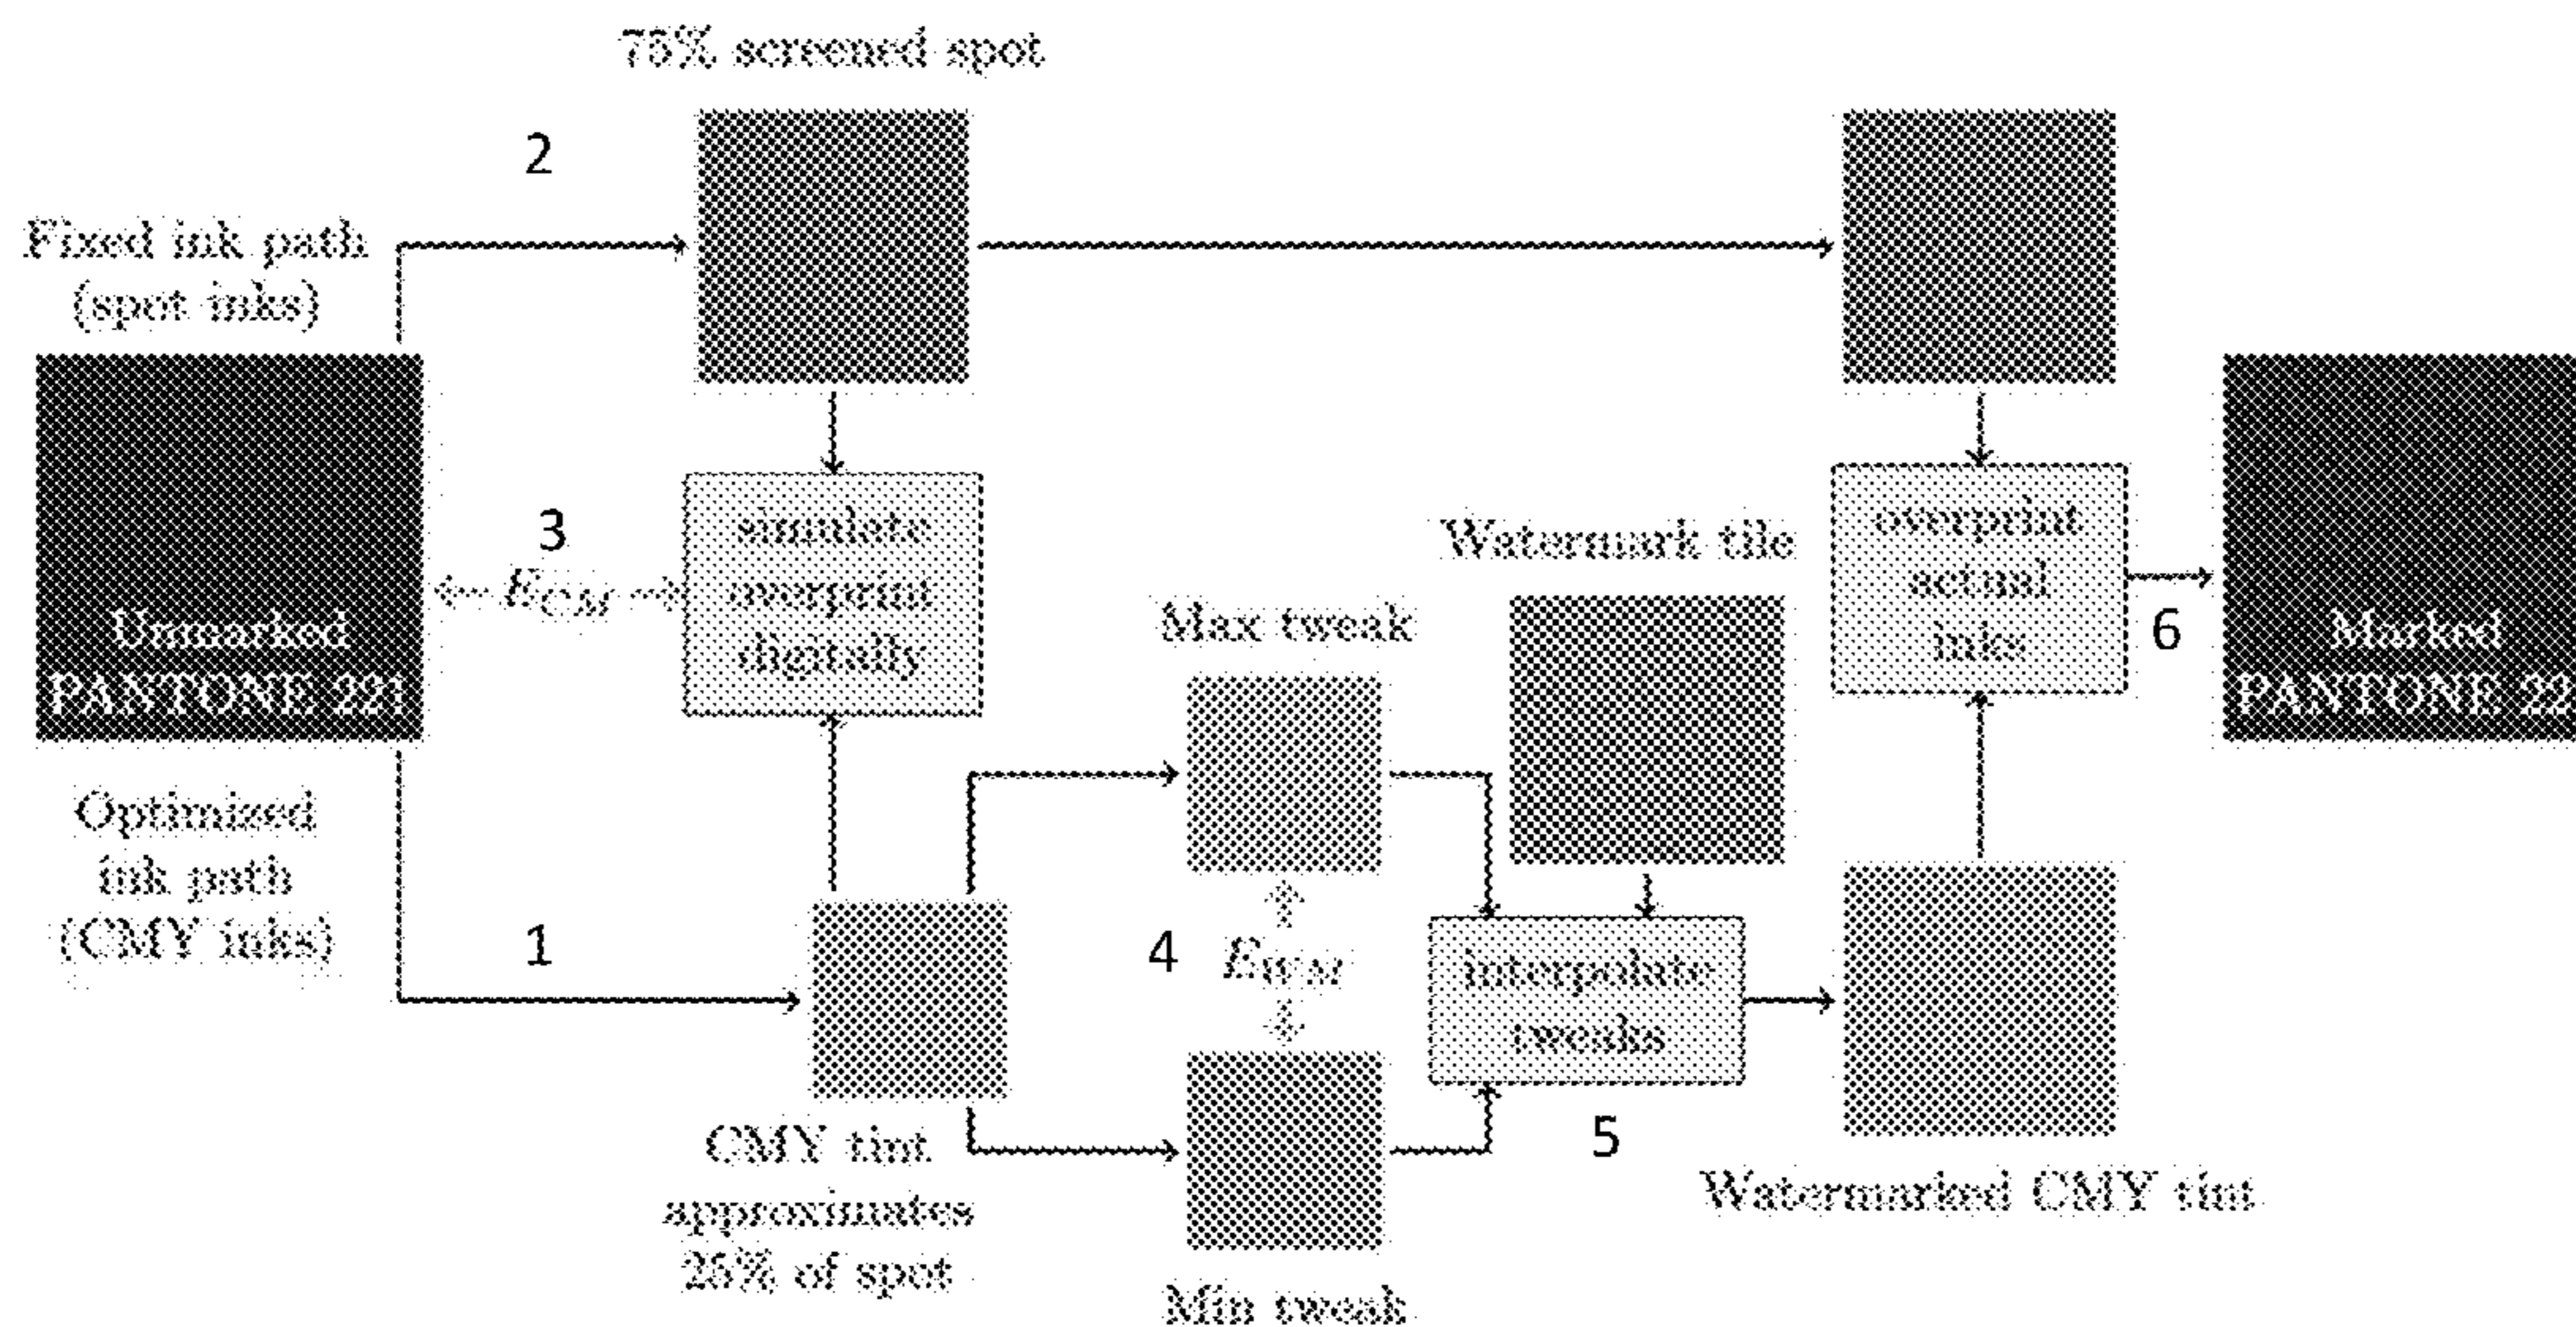 75% screened spot
2
Fixed ink path
(spot inks)
3
E_CM
simulate
overprint
digitally
Unmarked
PANTONE 221
Optimized
ink path
(CMY inks)
1
CMY tint
approximates
25% of spot
Max tweak
4
E_WM
Min tweak
Watermark tile
interpolate
tweaks
5
Watermarked CMY tint
overprint
actual
inks
6
Marked
PANTONE 22